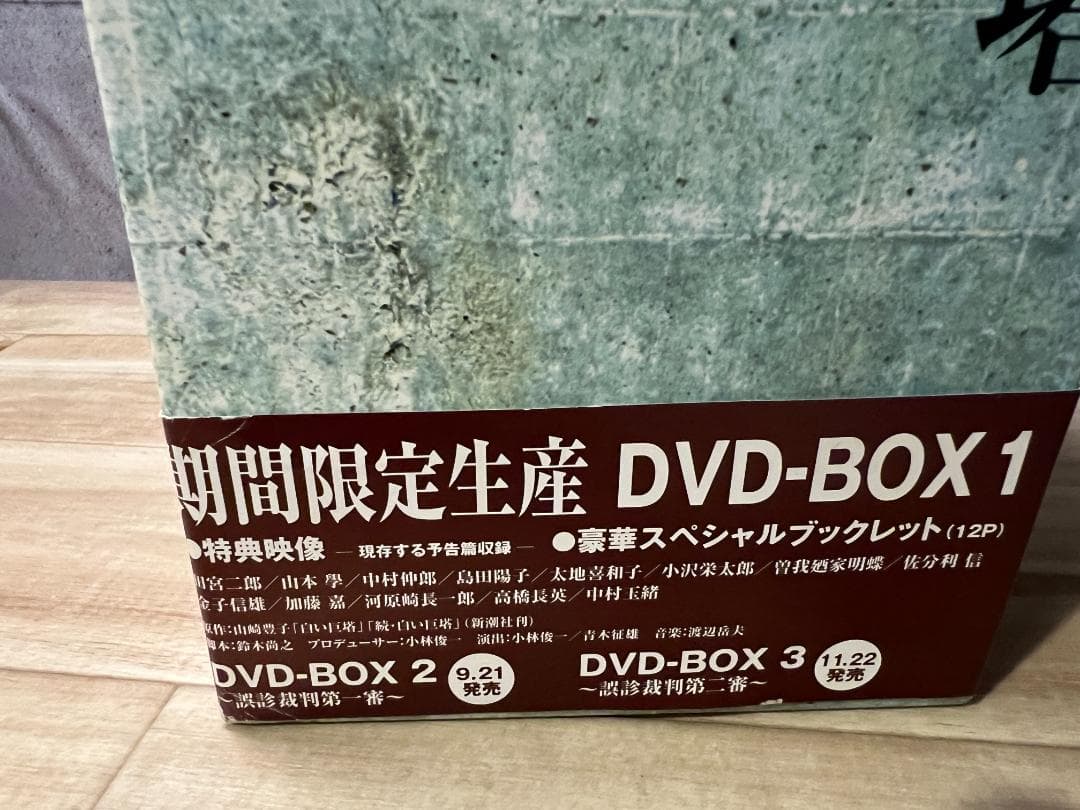 塔
期間限定生産 DVD-BOX 1
●特典映像 ―現存する予告篇収録― ●豪華スペシャルブックレット(12P)
田宮二郎／山本 學／中村伸郎／島田陽子／太地喜和子／小沢栄太郎／曽我廼家明蝶／佐分利 信
金子信雄／加藤 嘉／河原崎長一郎／高橋長英／中村玉緒
原作:山崎豊子「白い巨塔」「続・白い巨塔」(新潮社刊)
脚本:鈴木尚之 プロデューサー:小林俊一 演出:小林俊一／青木征雄 音楽:渡辺岳夫
DVD-BOX 2 9.21 発売 DVD-BOX 3 11.22 発売
～誤診裁判第一審～ ～誤診裁判第二審～